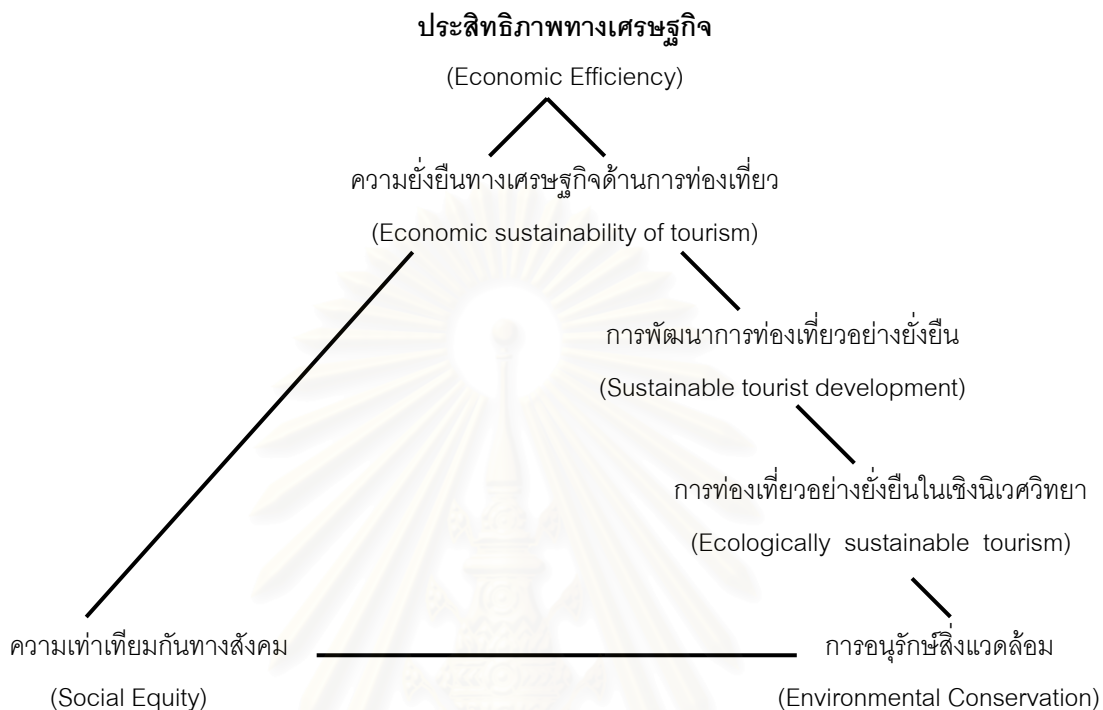 ประสิทธิภาพทางเศรษฐกิจ
(Economic Efficiency)
ความยั่งยืนทางเศรษฐกิจด้านการท่องเที่ยว
(Economic sustainability of tourism)
การพัฒนาการท่องเที่ยวอย่างยั่งยืน
(Sustainable tourist development)
การท่องเที่ยวอย่างยั่งยืนในเชิงนิเวศวิทยา
(Ecologically sustainable tourism)
ความเท่าเทียมกันทางสังคม
(Social Equity)
การอนุรักษ์สิ่งแวดล้อม
(Environmental Conservation)